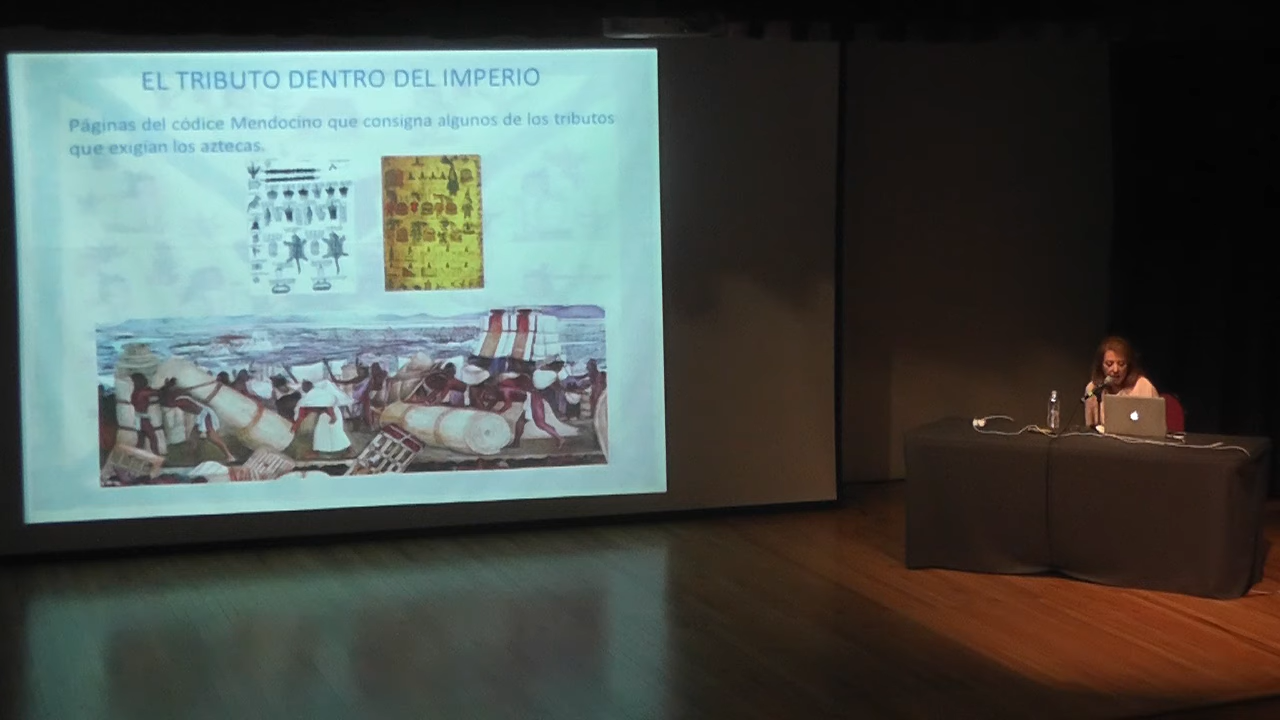 EL TRIBUTO DENTRO DEL IMPERIO
Páginas del códice Mendocino que consigna algunos de los tributos
que exigían los aztecas.